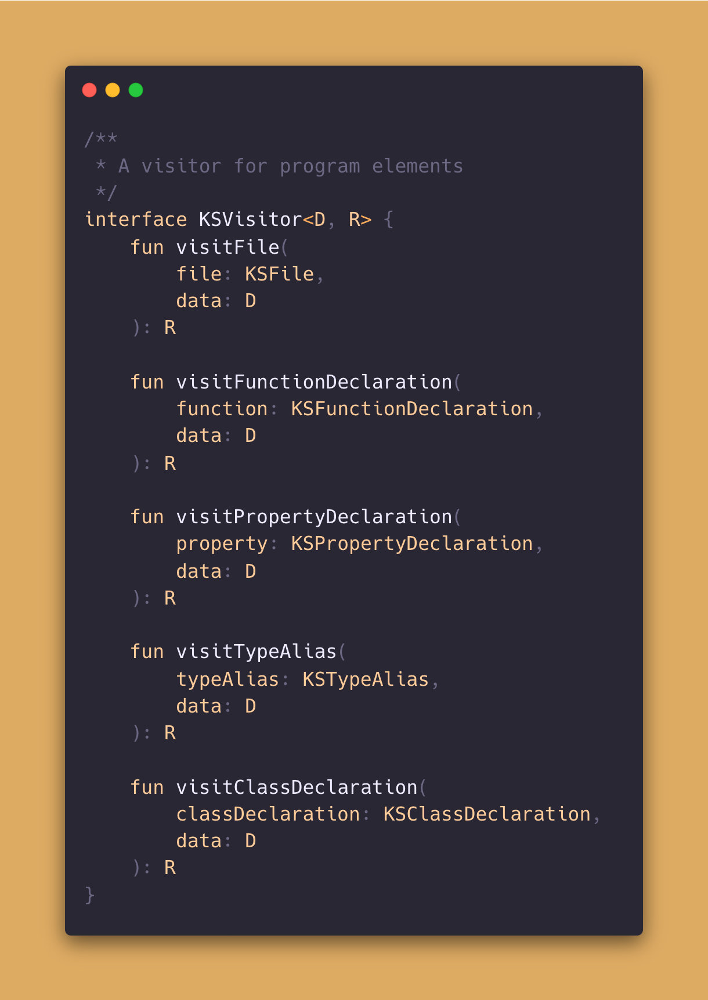 /**
 * A visitor for program elements
 */
interface KSVisitor<D, R> {
    fun visitFile(
        file: KSFile,
        data: D
    ): R

    fun visitFunctionDeclaration(
        function: KSFunctionDeclaration,
        data: D
    ): R

    fun visitPropertyDeclaration(
        property: KSPropertyDeclaration,
        data: D
    ): R

    fun visitTypeAlias(
        typeAlias: KSTypeAlias,
        data: D
    ): R

    fun visitClassDeclaration(
        classDeclaration: KSClassDeclaration,
        data: D
    ): R
}